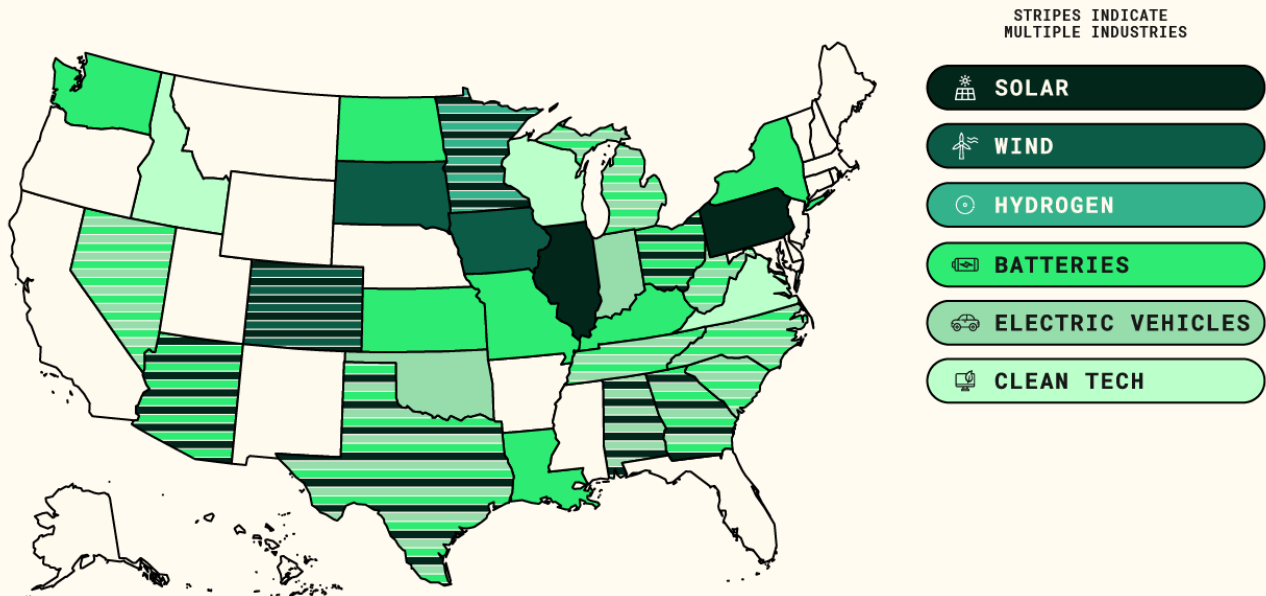 STRIPES INDICATE
MULTIPLE INDUSTRIES
SOLAR
WIND
HYDROGEN
BATTERIES
ELECTRIC VEHICLES
CLEAN TECH